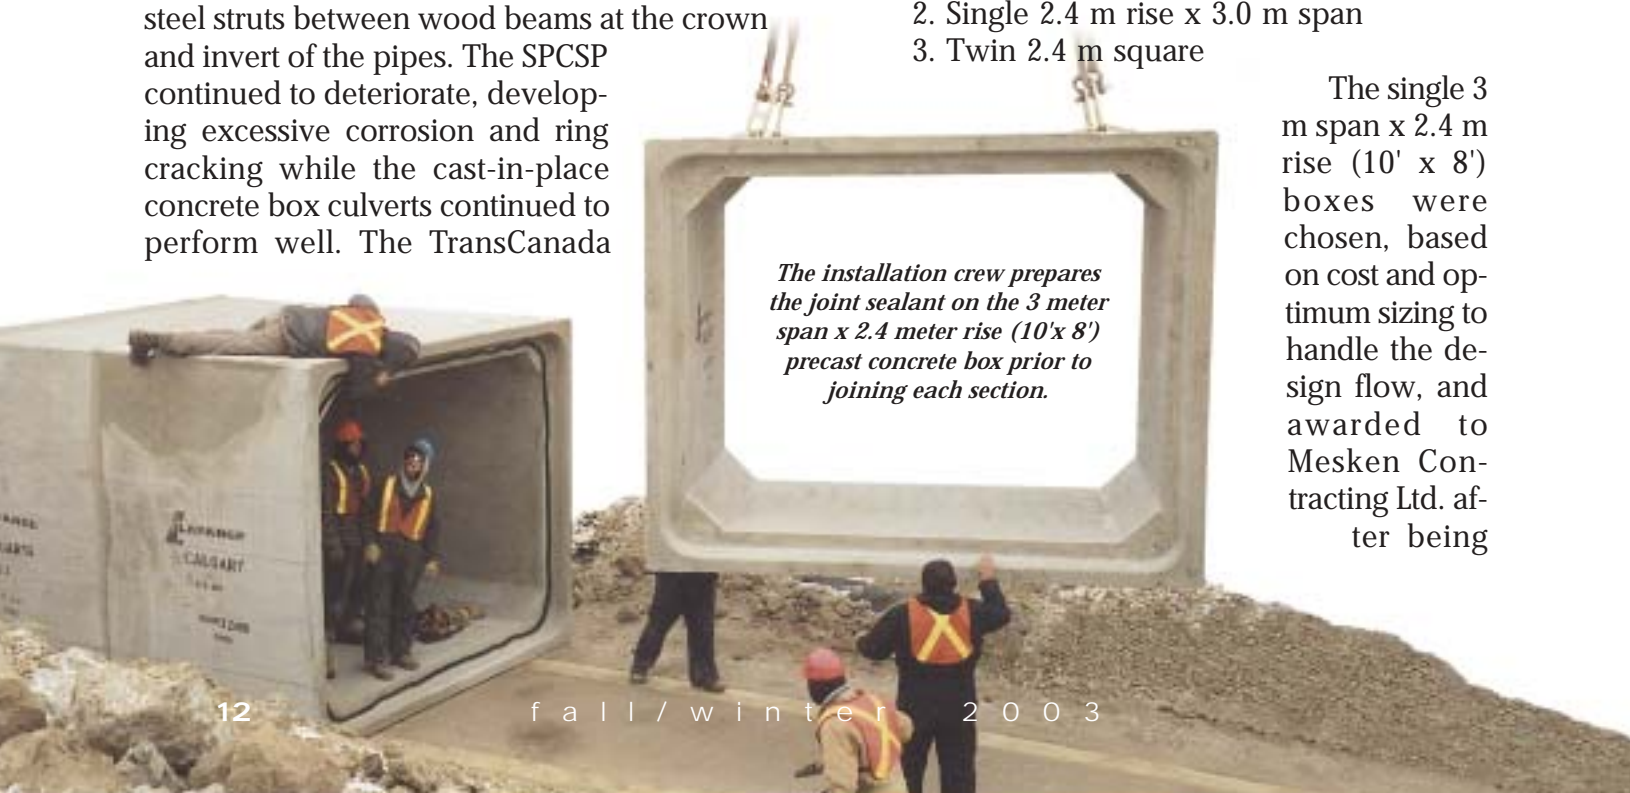 steel struts between wood beams at the crown
and invert of the pipes. The SPCSP
continued to deteriorate, develop-
ing excessive corrosion and ring
cracking while the cast-in-place
concrete box culverts continued to
perform well. The TransCanada
2. Single 2.4 m rise x 3.0 m span
3. Twin 2.4 m square
The single 3
m span x 2.4 m
rise (10' x 8')
boxes were
chosen, based
on cost and op-
timum sizing to
handle the de-
sign flow, and
awarded to
Mesken Con-
tracting Ltd. af-
ter being
The installation crew prepares
the joint sealant on the 3 meter
span x 2.4 meter rise (10'x 8')
precast concrete box prior to
joining each section.
LAFARGE
CALGARY
12
fall/winter 2003